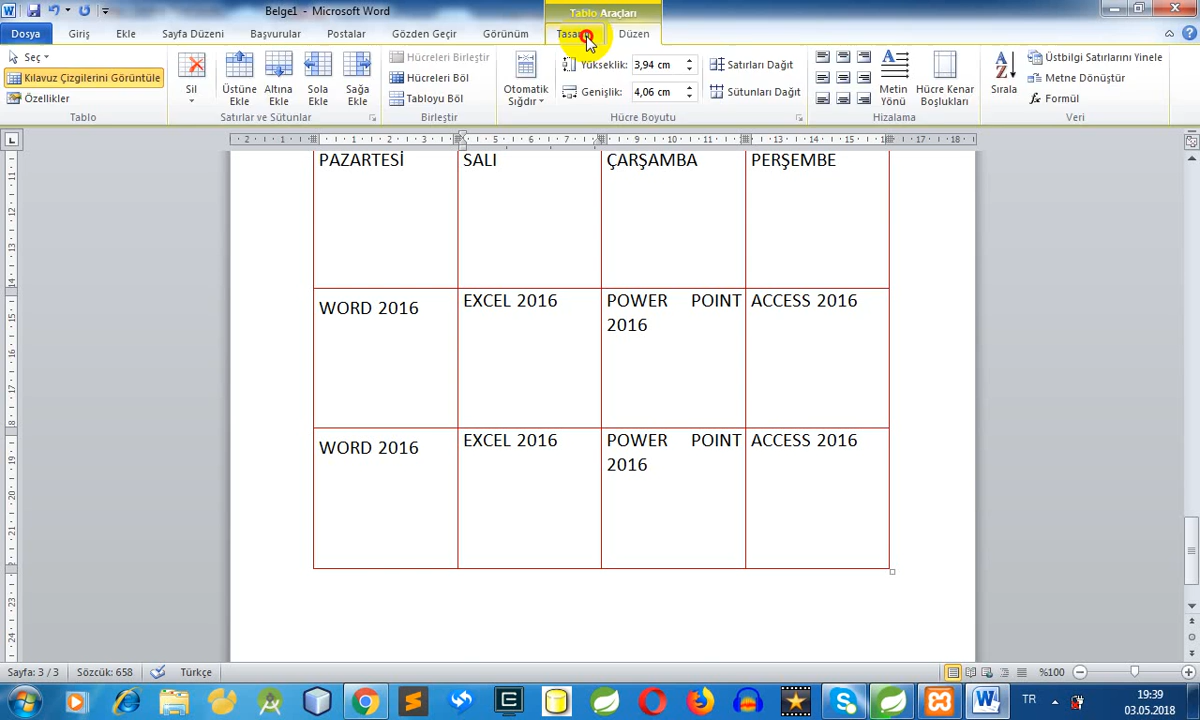 Belge1 - Microsoft Word
Tablo Araçları
Dosya Giriş Ekle Sayfa Düzeni Başvurular Postalar Gözden Geçir Görünüm Düzen
Seç
Kılavuz Çizgilerini Görüntüle
Özellikler
Tablo
Sil
Üstüne Ekle
Altına Ekle
Sola Ekle
Sağa Ekle
Satırlar ve Sütunlar
Hücreleri Birleştir
Hücreleri Böl
Tabloyu Böl
Birleştir
Otomatik Sığdır
Yükseklik: 3,94 cm
Genişlik: 4,06 cm
Satırları Dağıt
Sütunları Dağıt
Hücre Boyutu
Metin Yönü
Hücre Kenar Boşlukları
Hizalama
Sırala
Üstbilgi Satırlarını Yinele
Metne Dönüştür
Formül
Veri
PAZARTESİ SALI ÇARŞAMBA PERŞEMBE
WORD 2016 EXCEL 2016 POWER POINT 2016 ACCESS 2016
WORD 2016 EXCEL 2016 POWER POINT 2016 ACCESS 2016
Sayfa: 3 / 3 Sözcük: 658 Türkçe %100
TR 19:39
03.05.2018